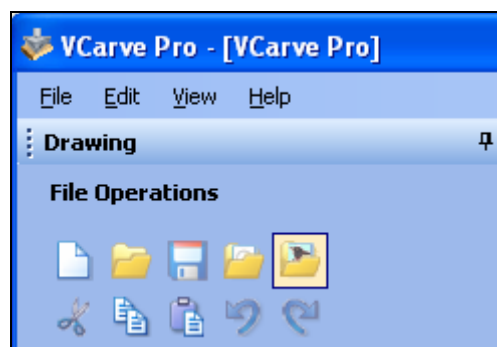 VCarve Pro - [VCarve Pro]
File Edit View Help
Drawing
File Operations